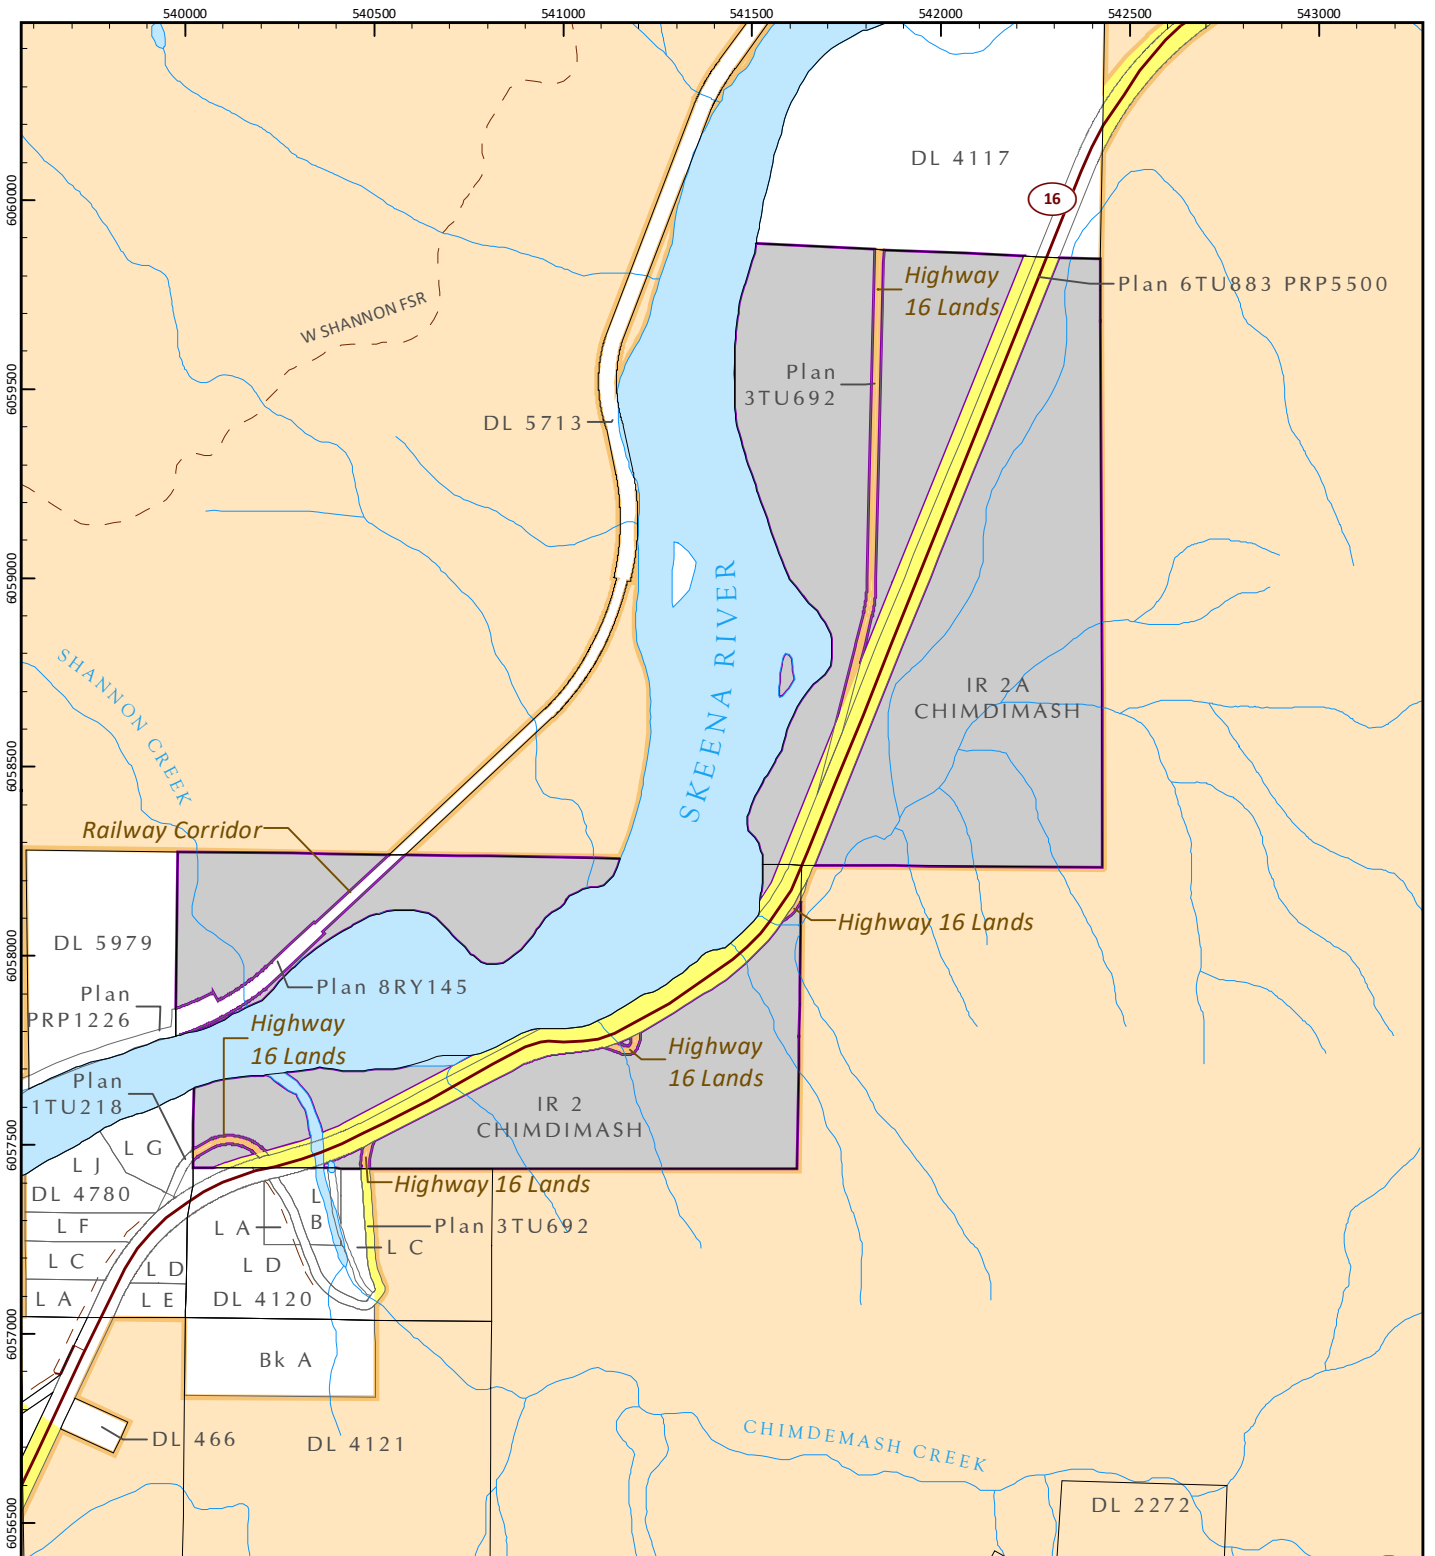 540000
540500
541000
541500
542000
542500
543000
6060000
6059500
6059000
6058500
6058000
6057500
6057000
6056500
DL 4117
16
Highway
16 Lands
Plan 6TU883 PRP5500
W SHANNON FSR
Plan
3TU692
DL 5713
SKEENA RIVER
SHANNON CREEK
IR 2A
CHIMDIMASH
Railway Corridor
Highway 16 Lands
DL 5979
Plan 8RY145
Plan
PRP1226
Highway
16 Lands
Highway
16 Lands
Plan
1TU218
IR 2
CHIMDIMASH
L G
L J
DL 4780
Highway 16 Lands
L
B
L F
L A
Plan 3TU692
L C
L C
L D
L D
L A
L E
DL 4120
Bk A
DL 466
DL 4121
CHIMDEMASH CREEK
DL 2272